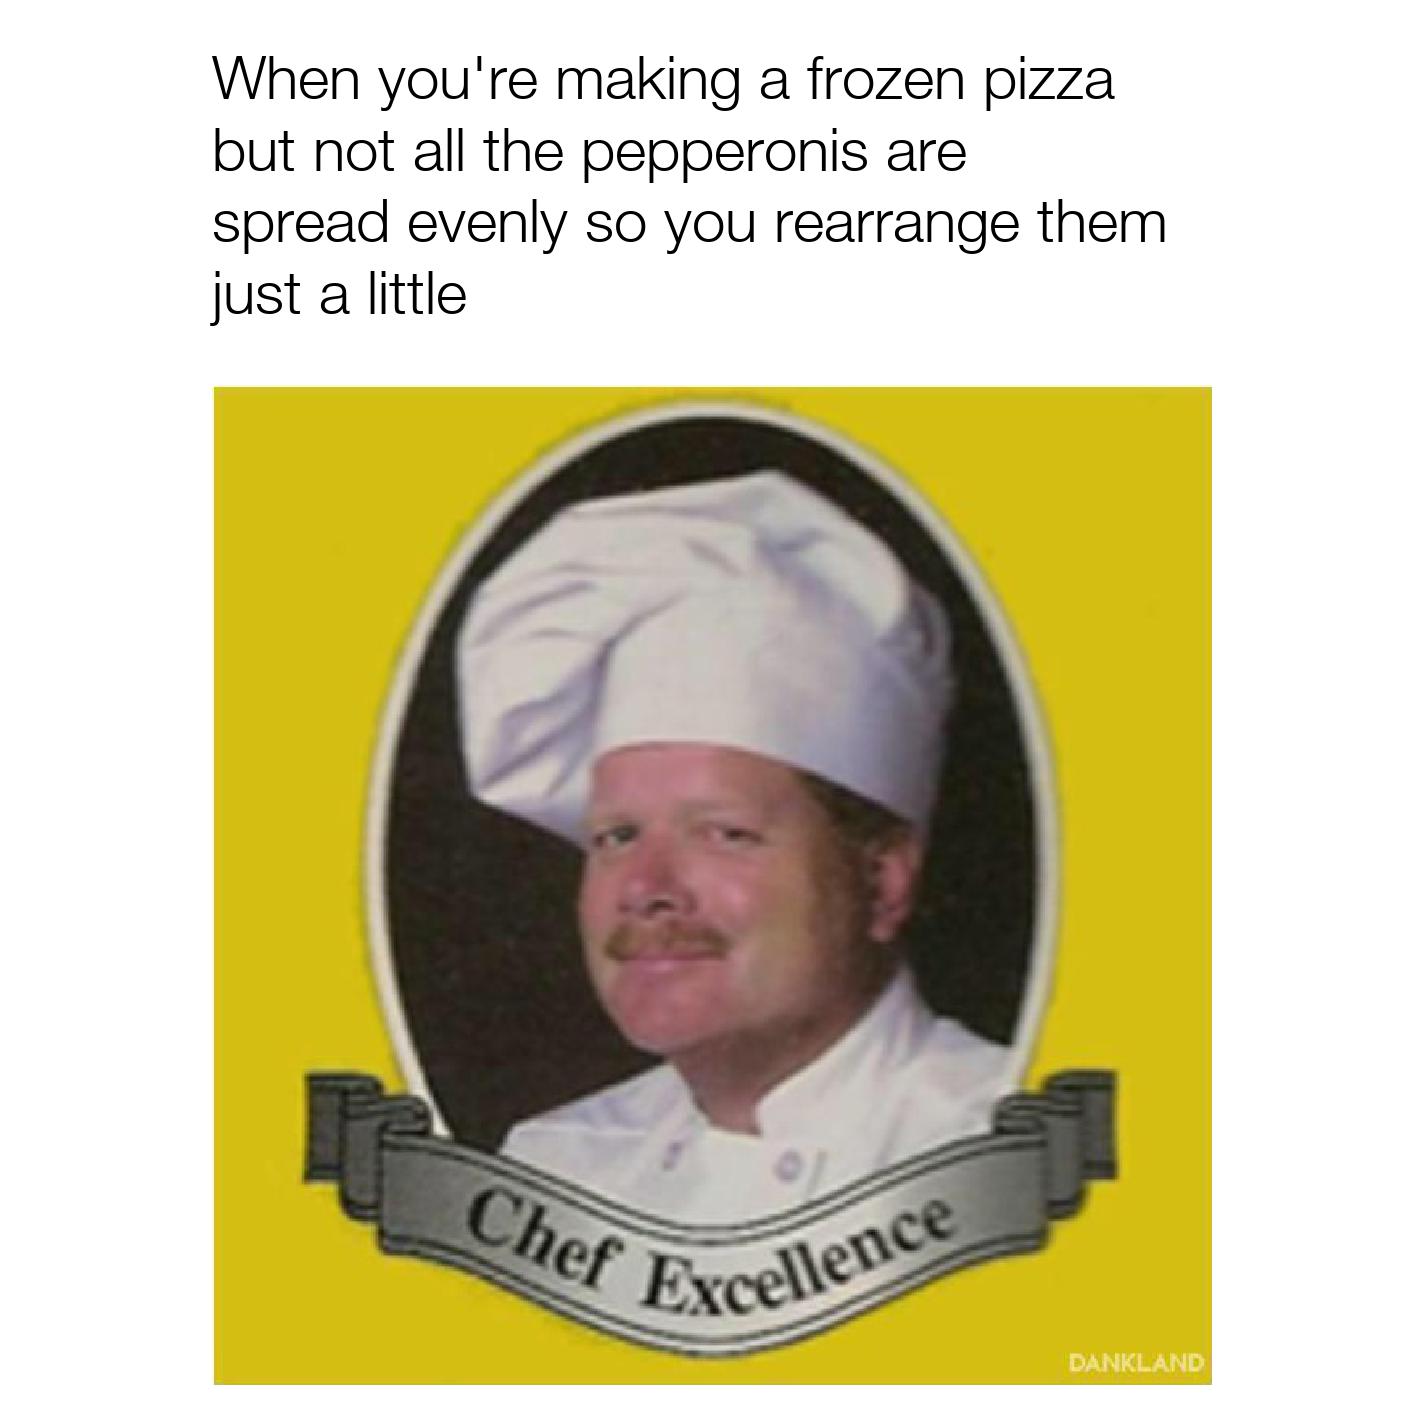 When you're making a frozen pizza
but not all the pepperonis are
spread evenly so you rearrange them
just a little
Chef Excellence
DANKLAND